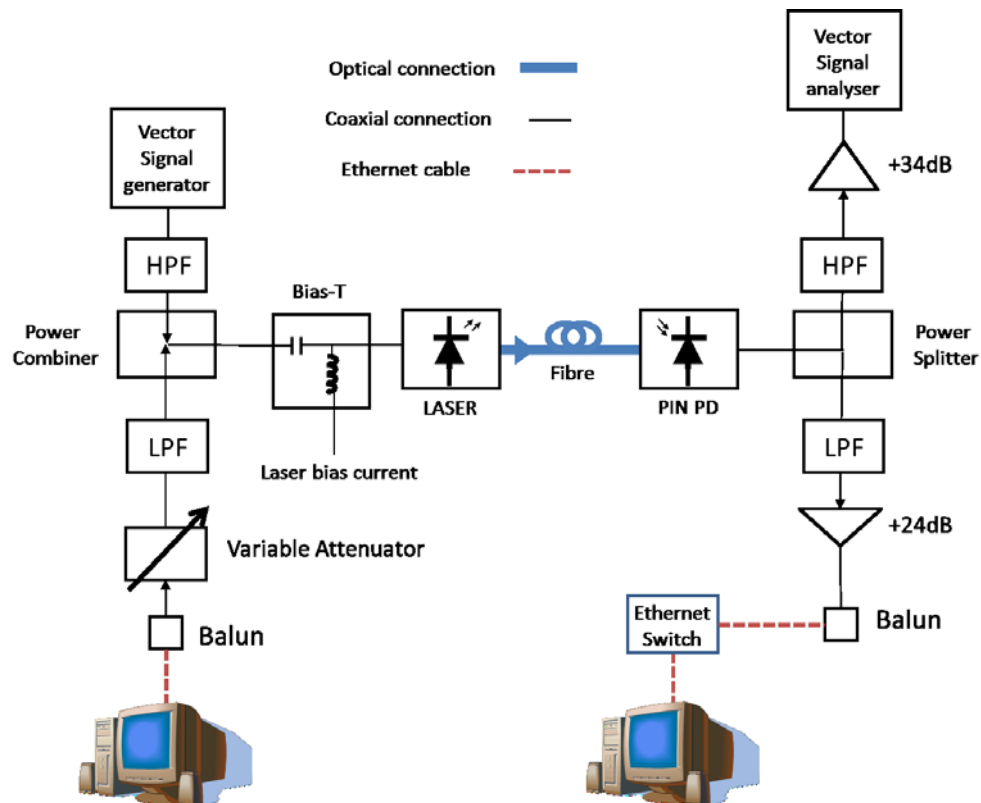 Optical connection
Coaxial connection
Ethernet cable
Vector
Signal
analyser
+34dB
Vector
Signal
generator
HPF
HPF
Power
Combiner
Bias-T
LASER
Fibre
PIN PD
Power
Splitter
LPF
Laser bias current
LPF
Variable Attenuator
+24dB
Balun
Ethernet
Switch
Balun